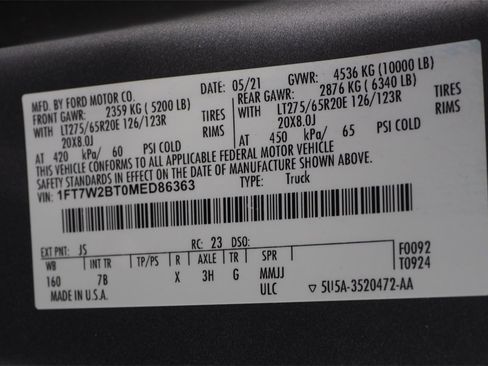 MFD. BY FORD MOTOR CO.
DATE: 05/21 GVWR: 4536 KG (10000 LB)
FRONT GAWR: 2359 KG (5200 LB) REAR GAWR: 2876 KG (6340 LB)
WITH LT275/65R20E 126/123R TIRES WITH LT275/65R20E 126/123R TIRES
20X8.0J RIMS 20X8.0J RIMS
AT 420 kPa/ 60 PSI COLD AT 450 kPa/ 65 PSI COLD
THIS VEHICLE CONFORMS TO ALL APPLICABLE FEDERAL MOTOR VEHICLE
SAFETY STANDARDS IN EFFECT ON THE DATE OF MANUFACTURE SHOWN ABOVE.
VIN: 1FT7W2BT0MED86363 TYPE: Truck
EXT PNT: JS RC: 23 DSO: F0092
WB INT TR TP/PS R AXLE TR SPR T0924
160 7B X 3H G MMJJ
MADE IN U.S.A. ULC ▽ 5U5A-3520472-AA